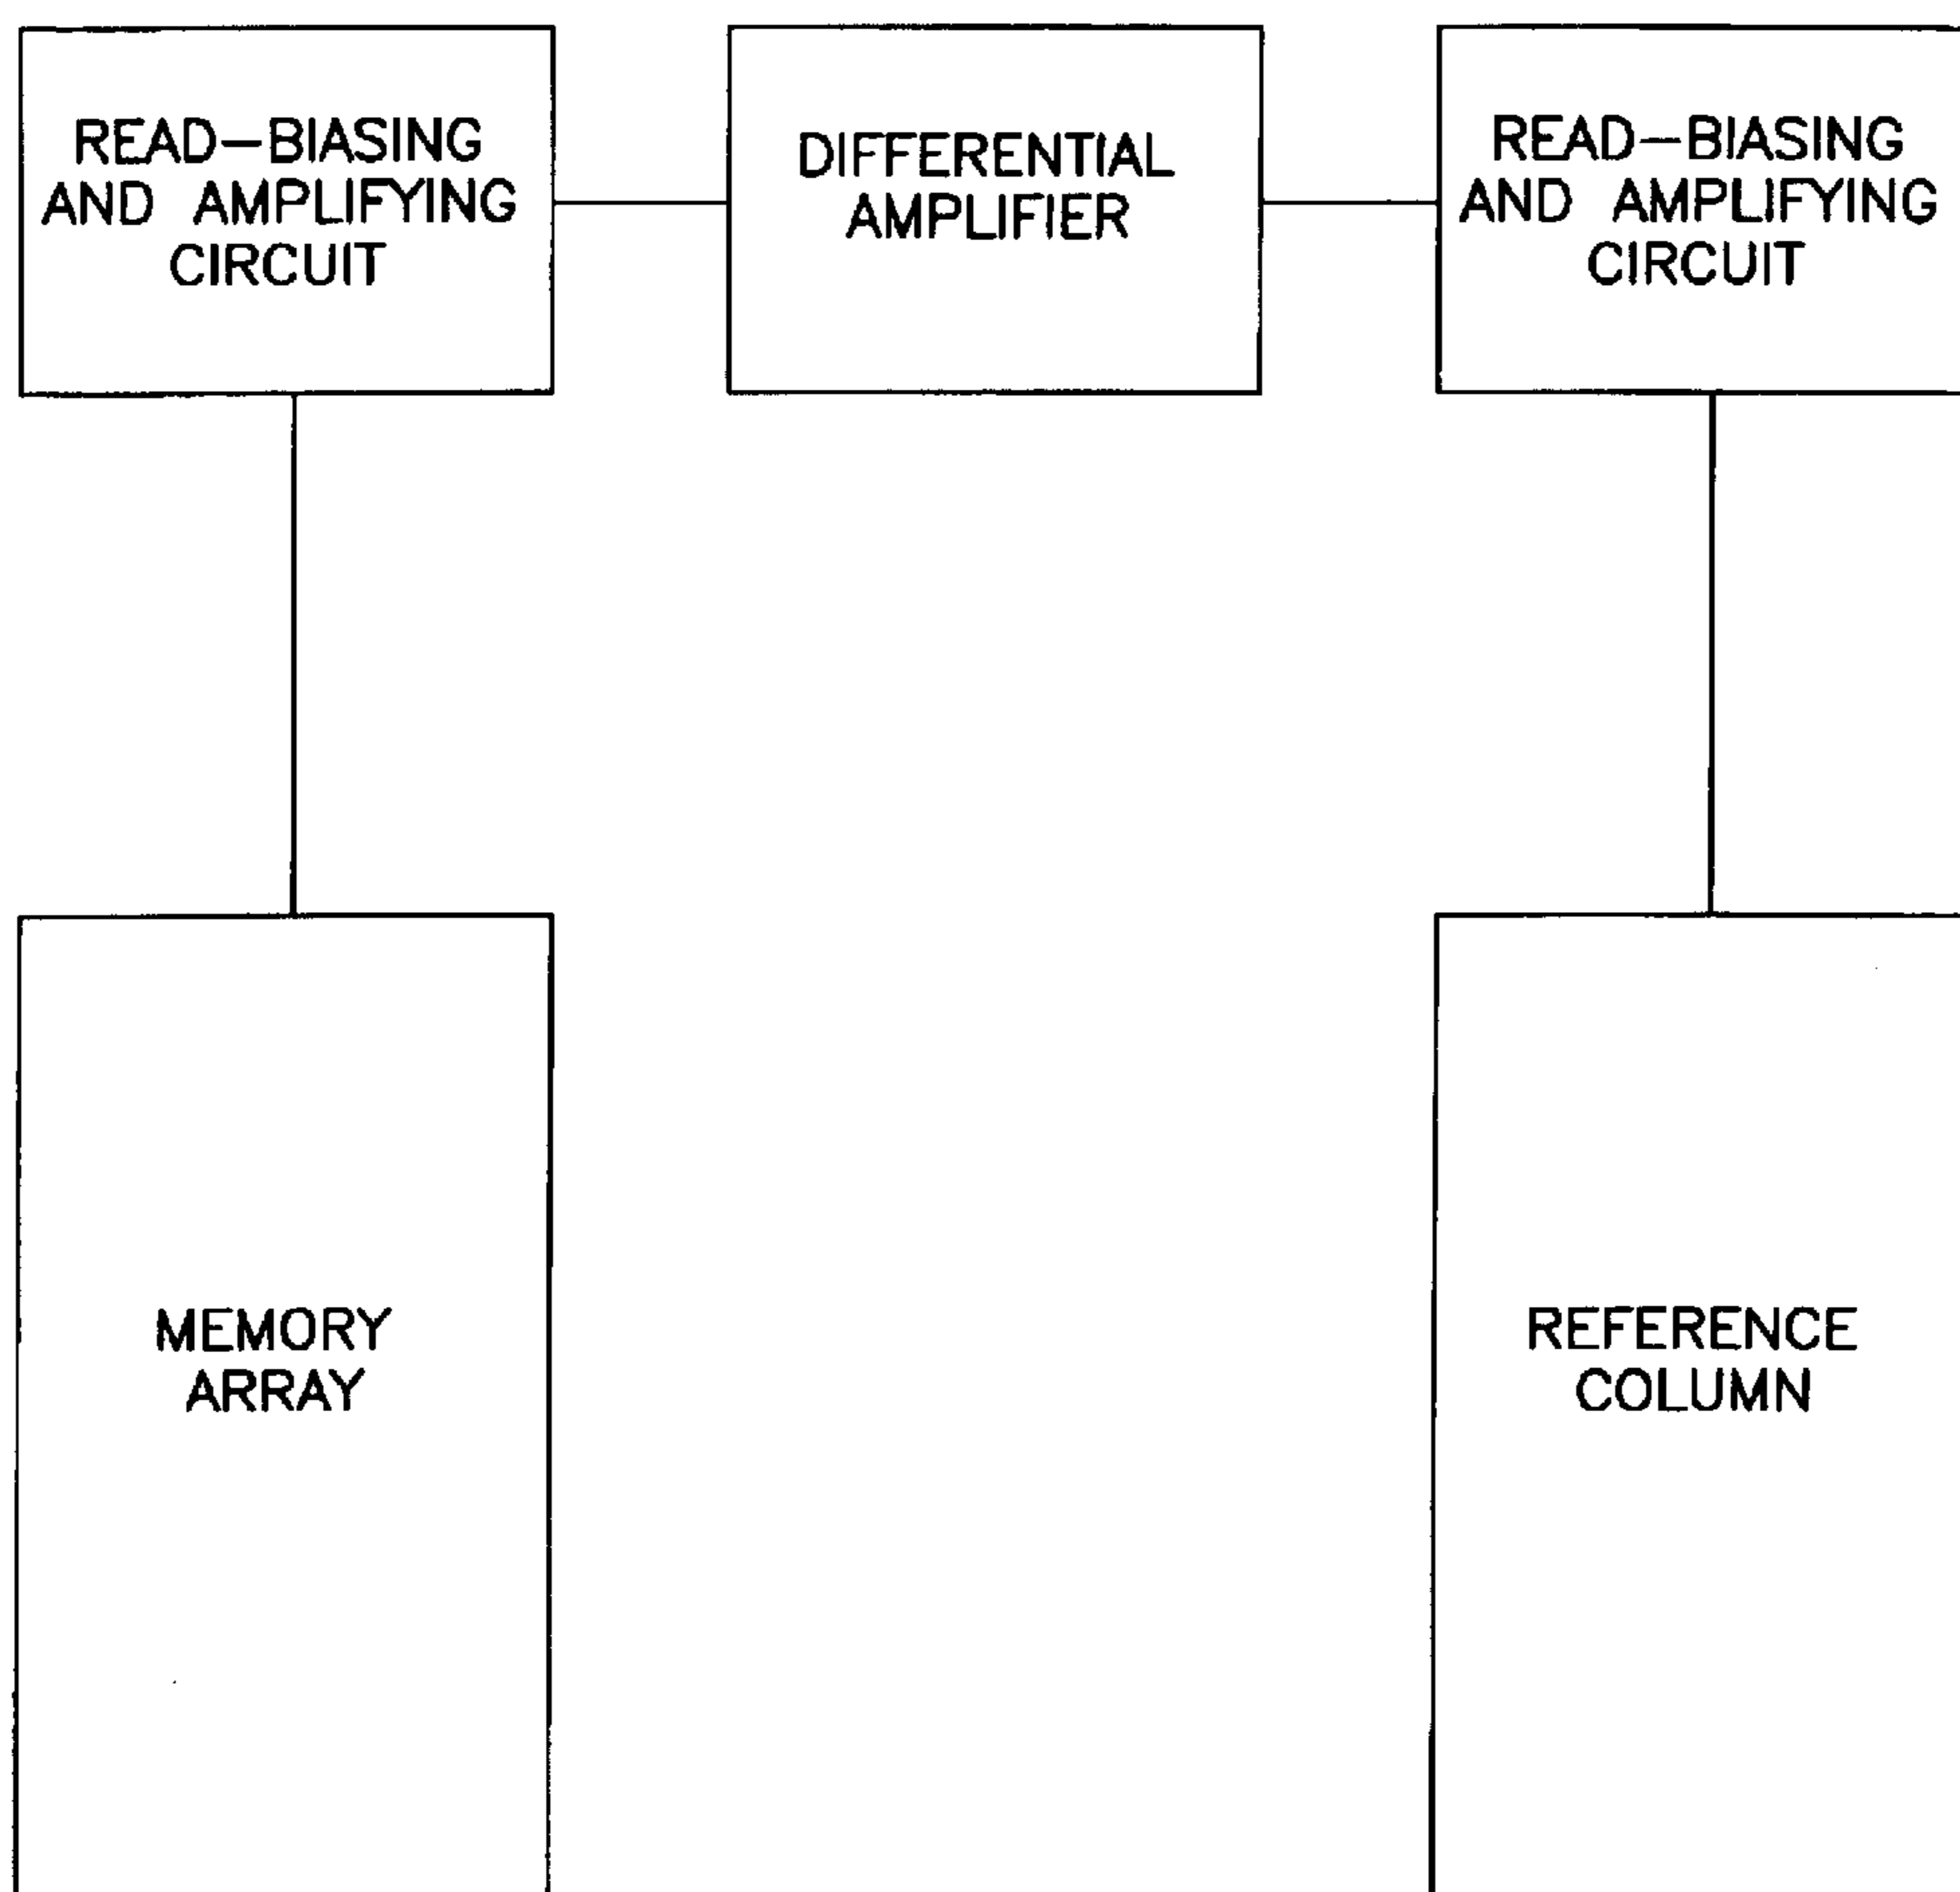 READ-BIASING
AND AMPLIFYING
CIRCUIT
DIFFERENTIAL
AMPLIFIER
READ-BIASING
AND AMPLIFYING
CIRCUIT
MEMORY
ARRAY
REFERENCE
COLUMN